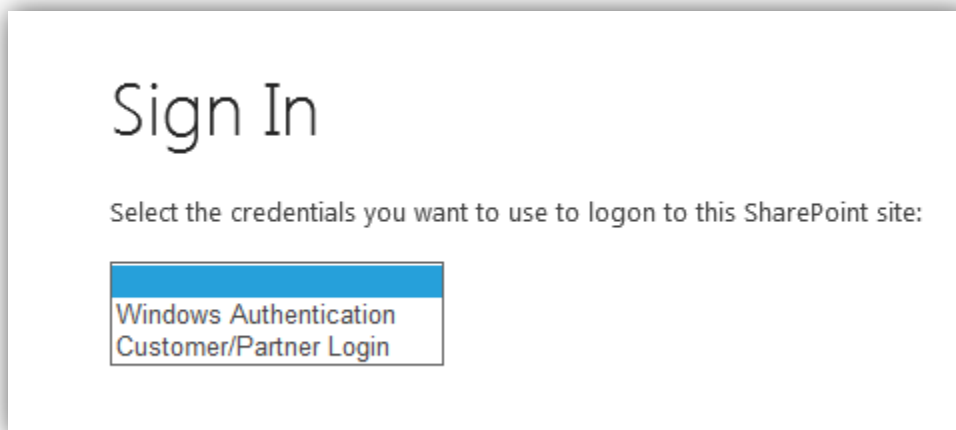 Sign In
Select the credentials you want to use to logon to this SharePoint site:
Windows Authentication
Customer/Partner Login